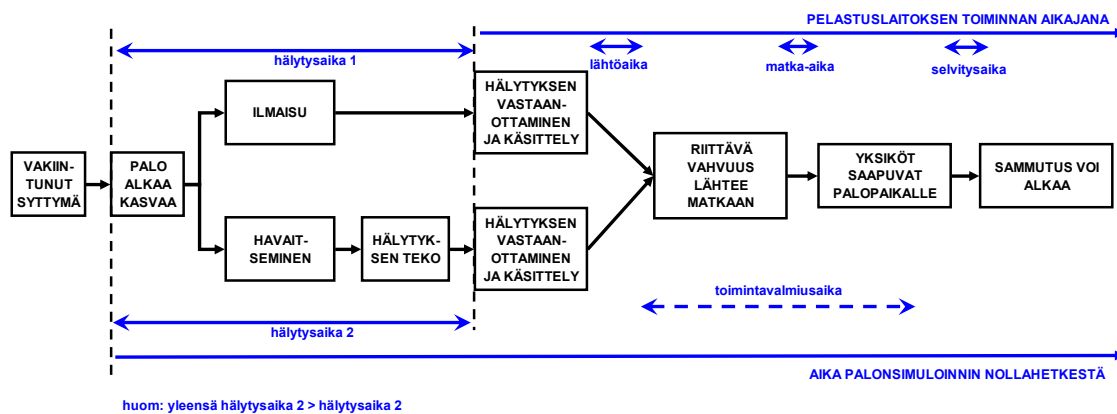 PELASTUSLAITOKSEN TOIMINNAN AIKAJANA
hälytysaika 1
lähtöaika
matka-aika
selvitysaika
ILMAISU
HÄLYTYKSEN
VASTAAN-
OTTAMINEN
JA KÄSITTELY
VAKIIN-
TUNUT
SYTTYMÄ
PALO
ALKAA
KASVAA
RIITTÄVÄ
VAHVUUS
LÄHTEE
MATKAAN
YKSIKÖT
SAAPUVAT
PALOPAIKALLE
SAMMUTUS VOI
ALKAA
HAVAIT-
SEMINEN
HÄLYTYK-
SEN TEKO
HÄLYTYKSEN
VASTAAN-
OTTAMINEN
JA KÄSITTELY
toimintavalmiusaika
hälytysaika 2
AIKA PALONSIMULOINNIN NOLLAHETKESTÄ
huom: yleensä hälytysaika 2 > hälytysaika 2